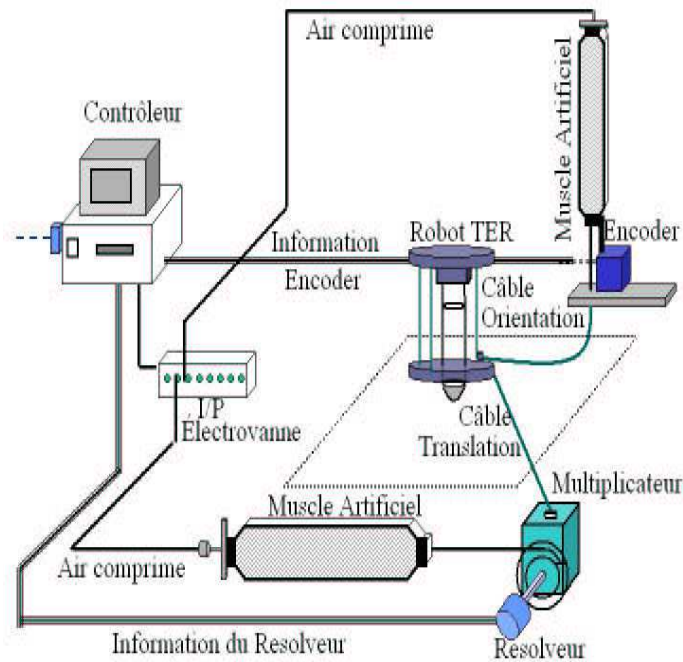 Air comprime
Contrôleur
Muscle Artificiel
Robot TER
Encoder
Information
Encoder
Câble
Orientation
I/P
Électrovanne
Câble
Translation
Multiplicateur
Muscle Artificiel
Air comprime
Information du Resolveur
Resolveur